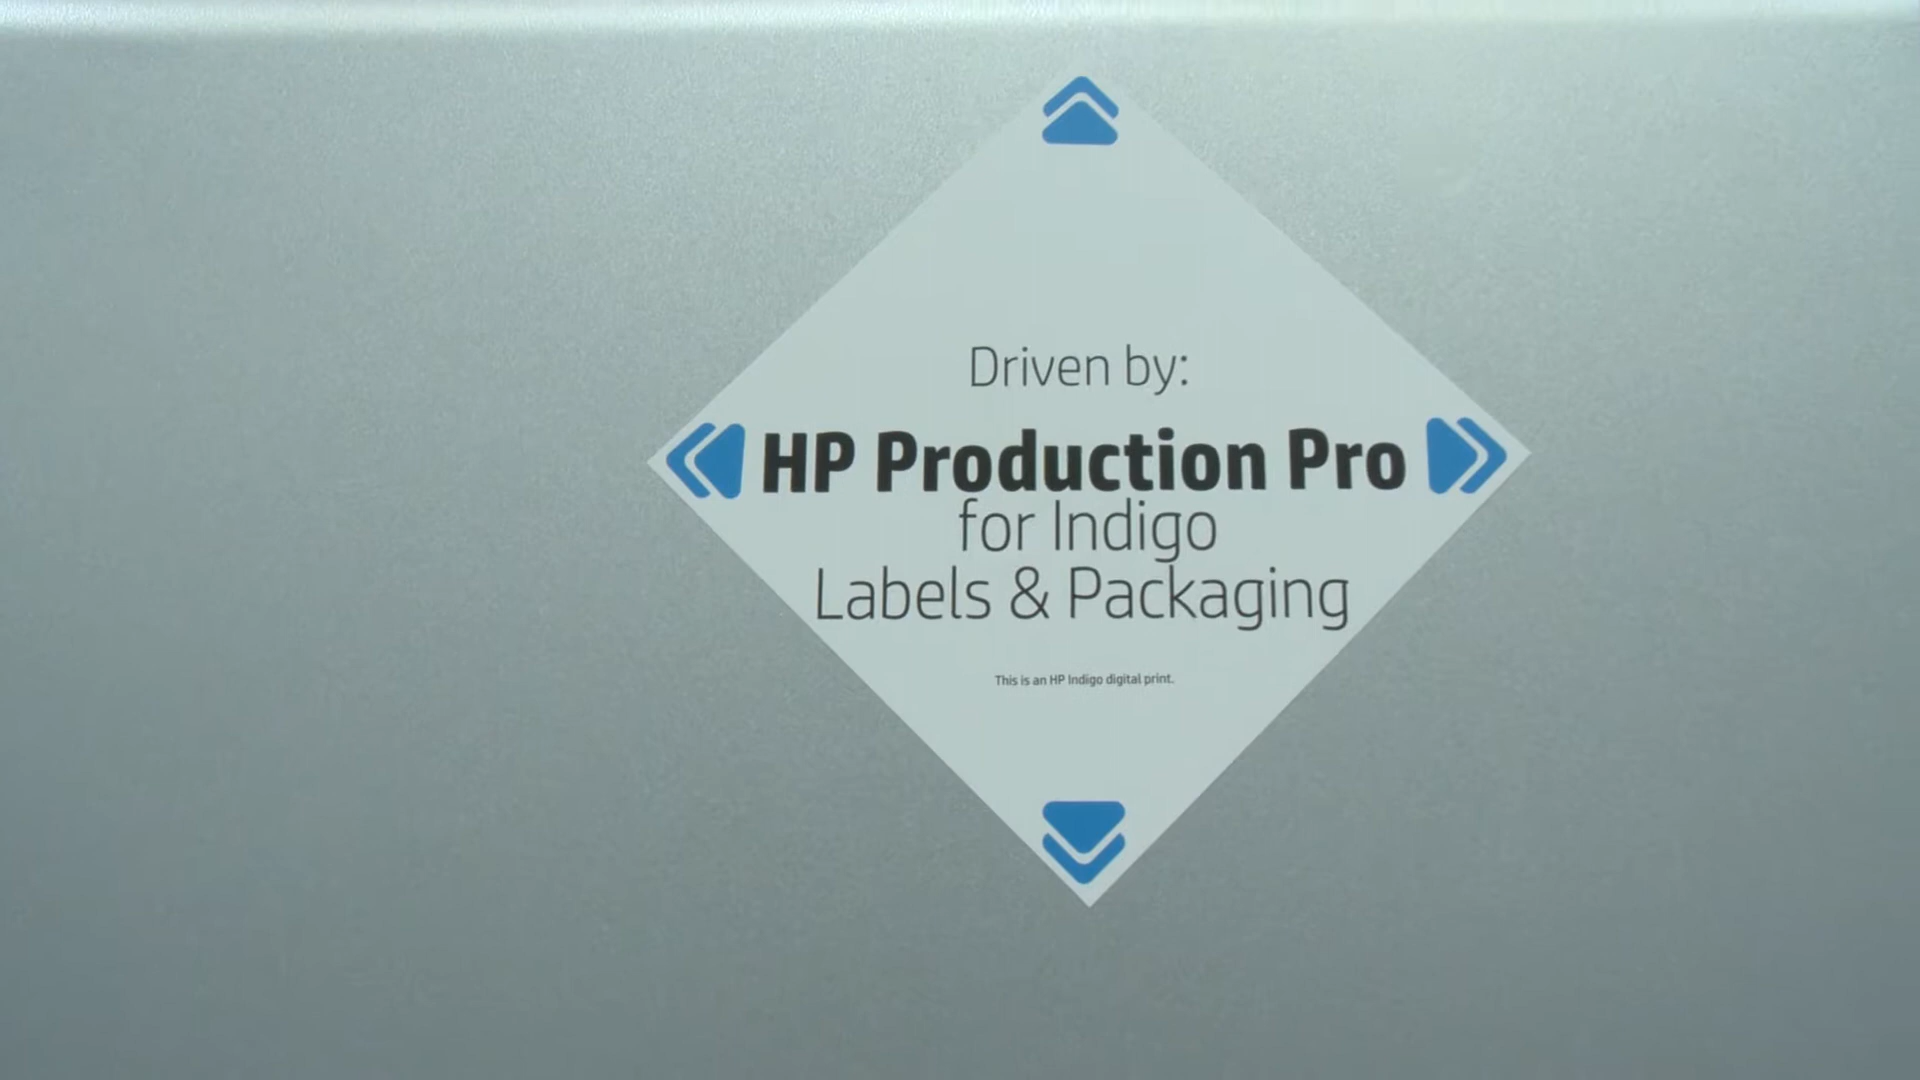 Driven by:
HP Production Pro
for Indigo
Labels & Packaging
This is an HP Indigo digital print.